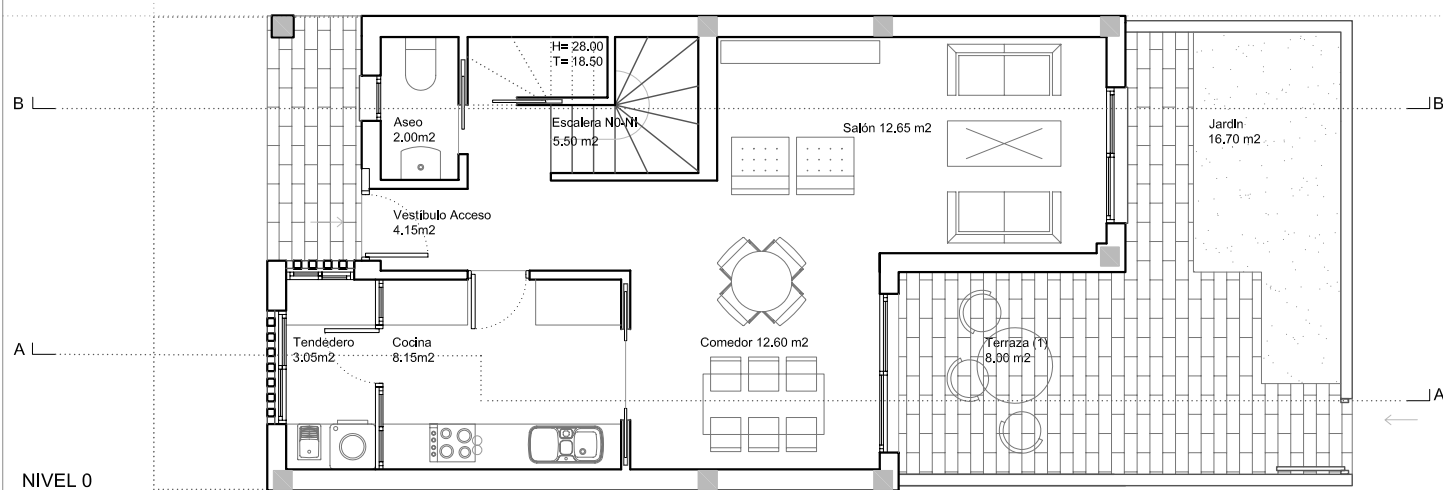 H= 28.00
T= 18.50
B
B
Aseo
2.00m2
Escalera N0-N1
5.50 m2
Salón 12.65 m2
Jardín
16.70 m2
Vestíbulo Acceso
4.15m2
A
Tendedero
3.05m2
Cocina
8.15m2
Comedor 12.60 m2
Terraza (1)
8.00 m2
A
NIVEL 0